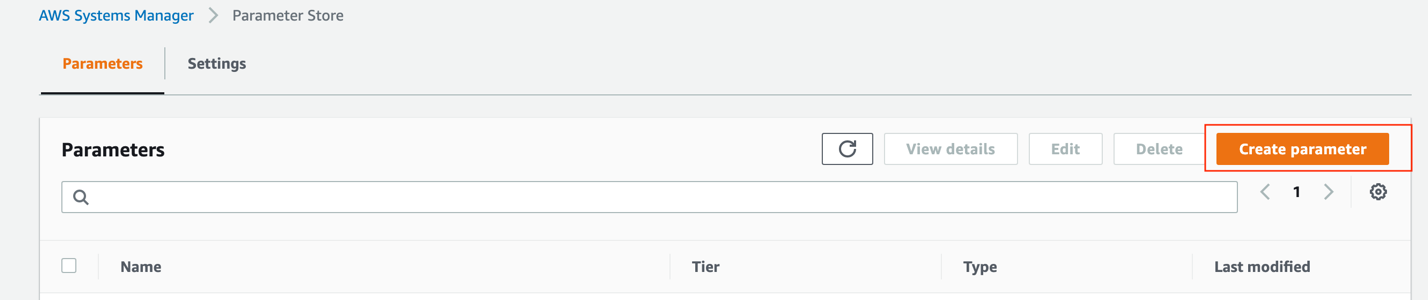 AWS Systems Manager > Parameter Store
Parameters Settings
Parameters View details Edit Delete Create parameter
1
Name Tier Type Last modified